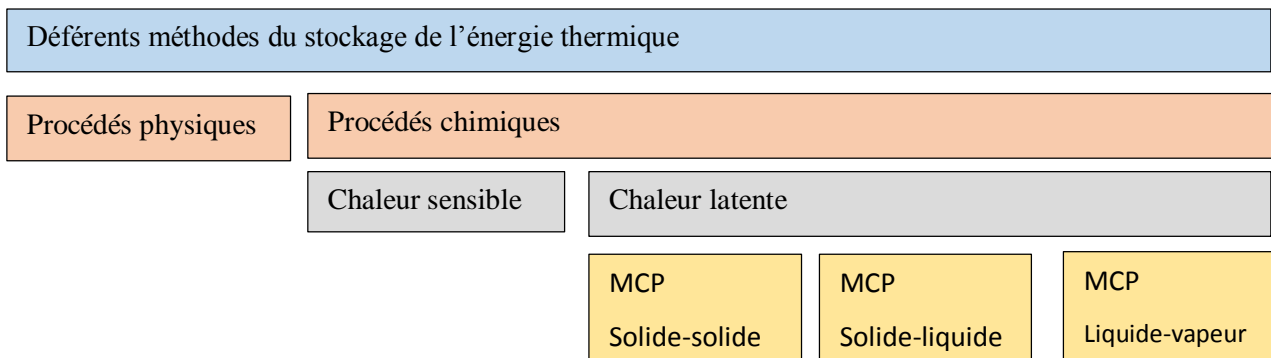 Déférents méthodes du stockage de l’énergie thermique
Procédés physiques
Procédés chimiques
Chaleur sensible
Chaleur latente
MCP
Solide-solide
MCP
Solide-liquide
MCP
Liquide-vapeur